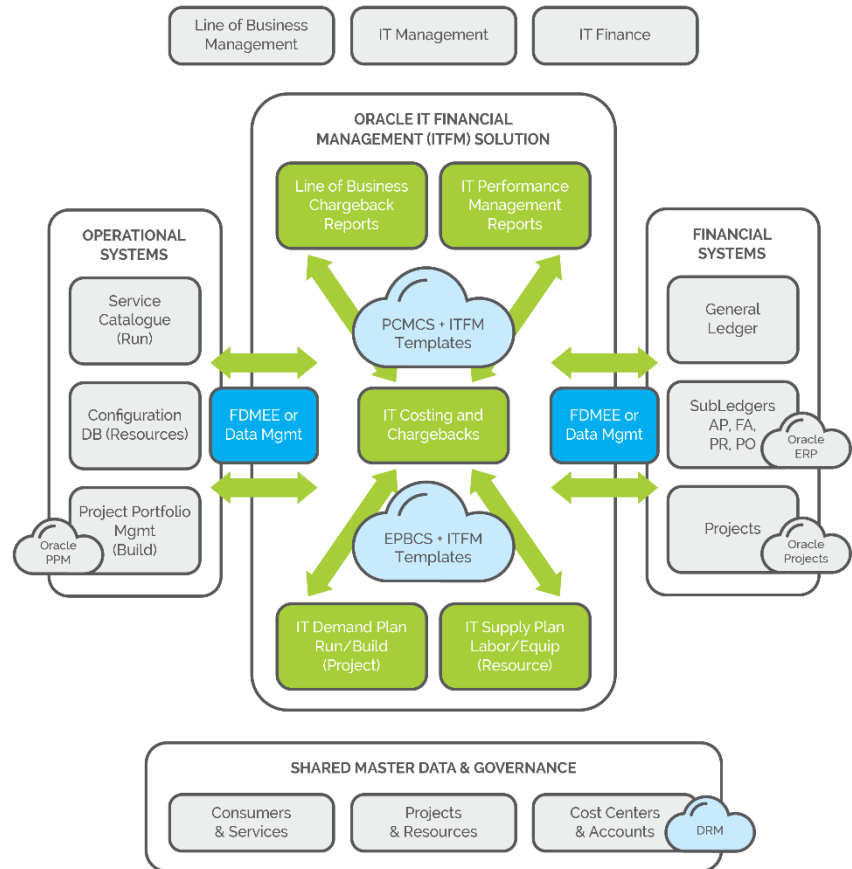 Line of Business
Management
IT Management
IT Finance
ORACLE IT FINANCIAL
MANAGEMENT (ITFM) SOLUTION
Line of Business
Chargeback
Reports
IT Performance
Management
Reports
PCMCS + ITFM
Templates
IT Costing and
Chargebacks
EPBCS + ITFM
Templates
IT Demand Plan
Run/Build
(Project)
IT Supply Plan
Labor/Equip
(Resource)
OPERATIONAL
SYSTEMS
Service
Catalogue
(Run)
Configuration
DB (Resources)
Project Portfolio
Mgmt
(Build)
Oracle
PPM
FDMEE or
Data Mgmt
FDMEE or
Data Mgmt
FINANCIAL
SYSTEMS
General
Ledger
SubLedgers
AP, FA,
PR, PO
Oracle
ERP
Projects
Oracle
Projects
SHARED MASTER DATA & GOVERNANCE
Consumers
& Services
Projects
& Resources
Cost Centers
& Accounts
DRM